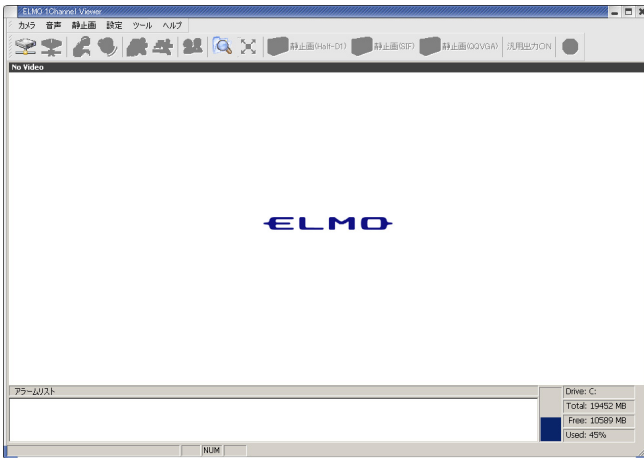 ELMO 1Channel Viewer
カメラ 音声 静止画 設定 ツール ヘルプ
静止画(Half-D1) 静止画(SIF) 静止画(QQVGA) 汎用出力ON
No Video
ELMO
アラームリスト
Drive: C:
Total: 19452 MB
Free: 10589 MB
Used: 45%
NUM